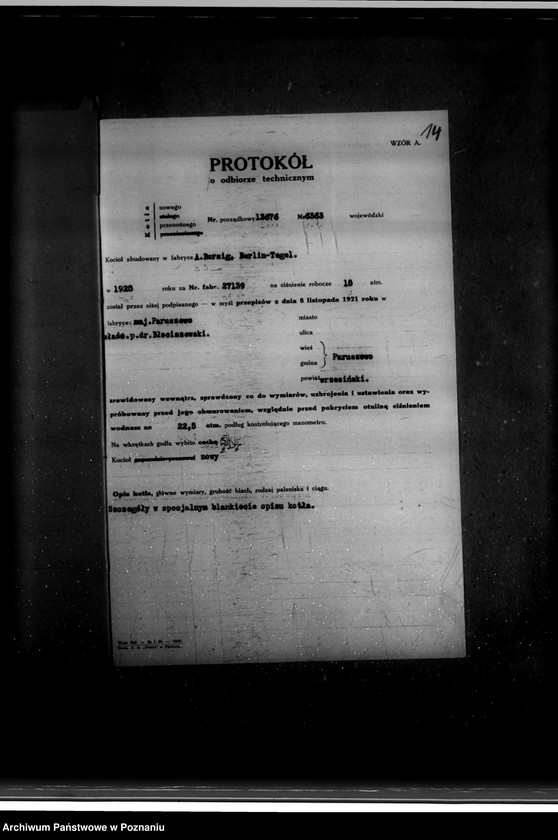 14
WZÓR A.
PROTOKÓŁ
o odbiorze technicznym
Kotła
nowego
stałego
przenośnego
Nr. porządkowy 13676 Nr 6363 wojewódzki
Kocioł zbudowany w fabryce A.Borzig, Berlin-Tegel.
w 1925 roku za Nr. fabr. 27139 na ciśnienie robocze 15 atm.
został przez niżej podpisanego — w myśl przepisów z dnia 8 listopada 1921 roku w
fabryce: maj.Paruszewo
właśc.p.dr.Błociszewski.
miasto
ulica
wieś
gmina
Paruszewo
powiat wrzesiński.
zrewidowany wewnątrz, sprawdzony co do wymiarów, uzbrojenia i ustawienia oraz wy-
próbowany przed jego obmurowaniem, względnie przed pokryciem otuliną ciśnieniem
wodnem na 22,5 atm. podług kontrolującego manometru.
Na wkrętkach godła wybito cechę
Kocioł nowy
Opis kotła, główne wymiary, grubość blach, rodzaj paleniska i ciągu.
Szczegóły w specjalnym blankiecie opisu kotła.
Archiwum Państwowe w Poznaniu